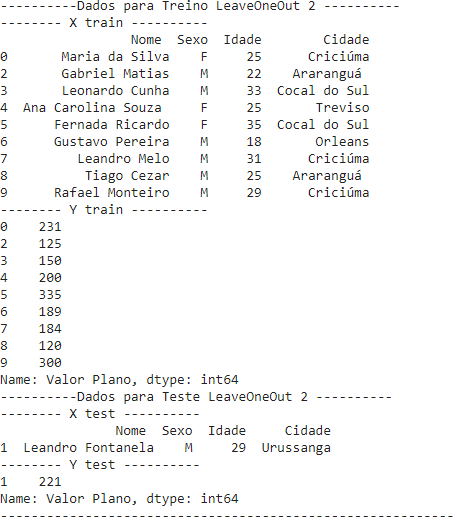 ----------Dados para Treino LeaveOneOut 2 ----------
-------- X train ----------
                 Nome  Sexo  Idade        Cidade
0       Maria da Silva    F     25      Criciúma
2       Gabriel Matias    M     22    Araranguá
3       Leonardo Cunha    M     33  Cocal do Sul
4  Ana Carolina Souza     F     25       Treviso
5      Fernada Ricardo    F     35  Cocal do Sul
6      Gustavo Pereira    M     18       Orleans
7         Leandro Melo    M     31      Criciúma
8          Tiago Cezar    M     25    Araranguá
9      Rafael Monteiro    M     29      Criciúma
-------- Y train ----------
0    231
2    125
3    150
4    200
5    335
6    189
7    184
8    120
9    300
Name: Valor Plano, dtype: int64
----------Dados para Teste LeaveOneOut 2 ----------
-------- X test ----------
               Nome  Sexo  Idade     Cidade
1  Leandro Fontanela    M     29  Urussanga
-------- Y test ----------
1    221
Name: Valor Plano, dtype: int64
---------------------------------------------------------